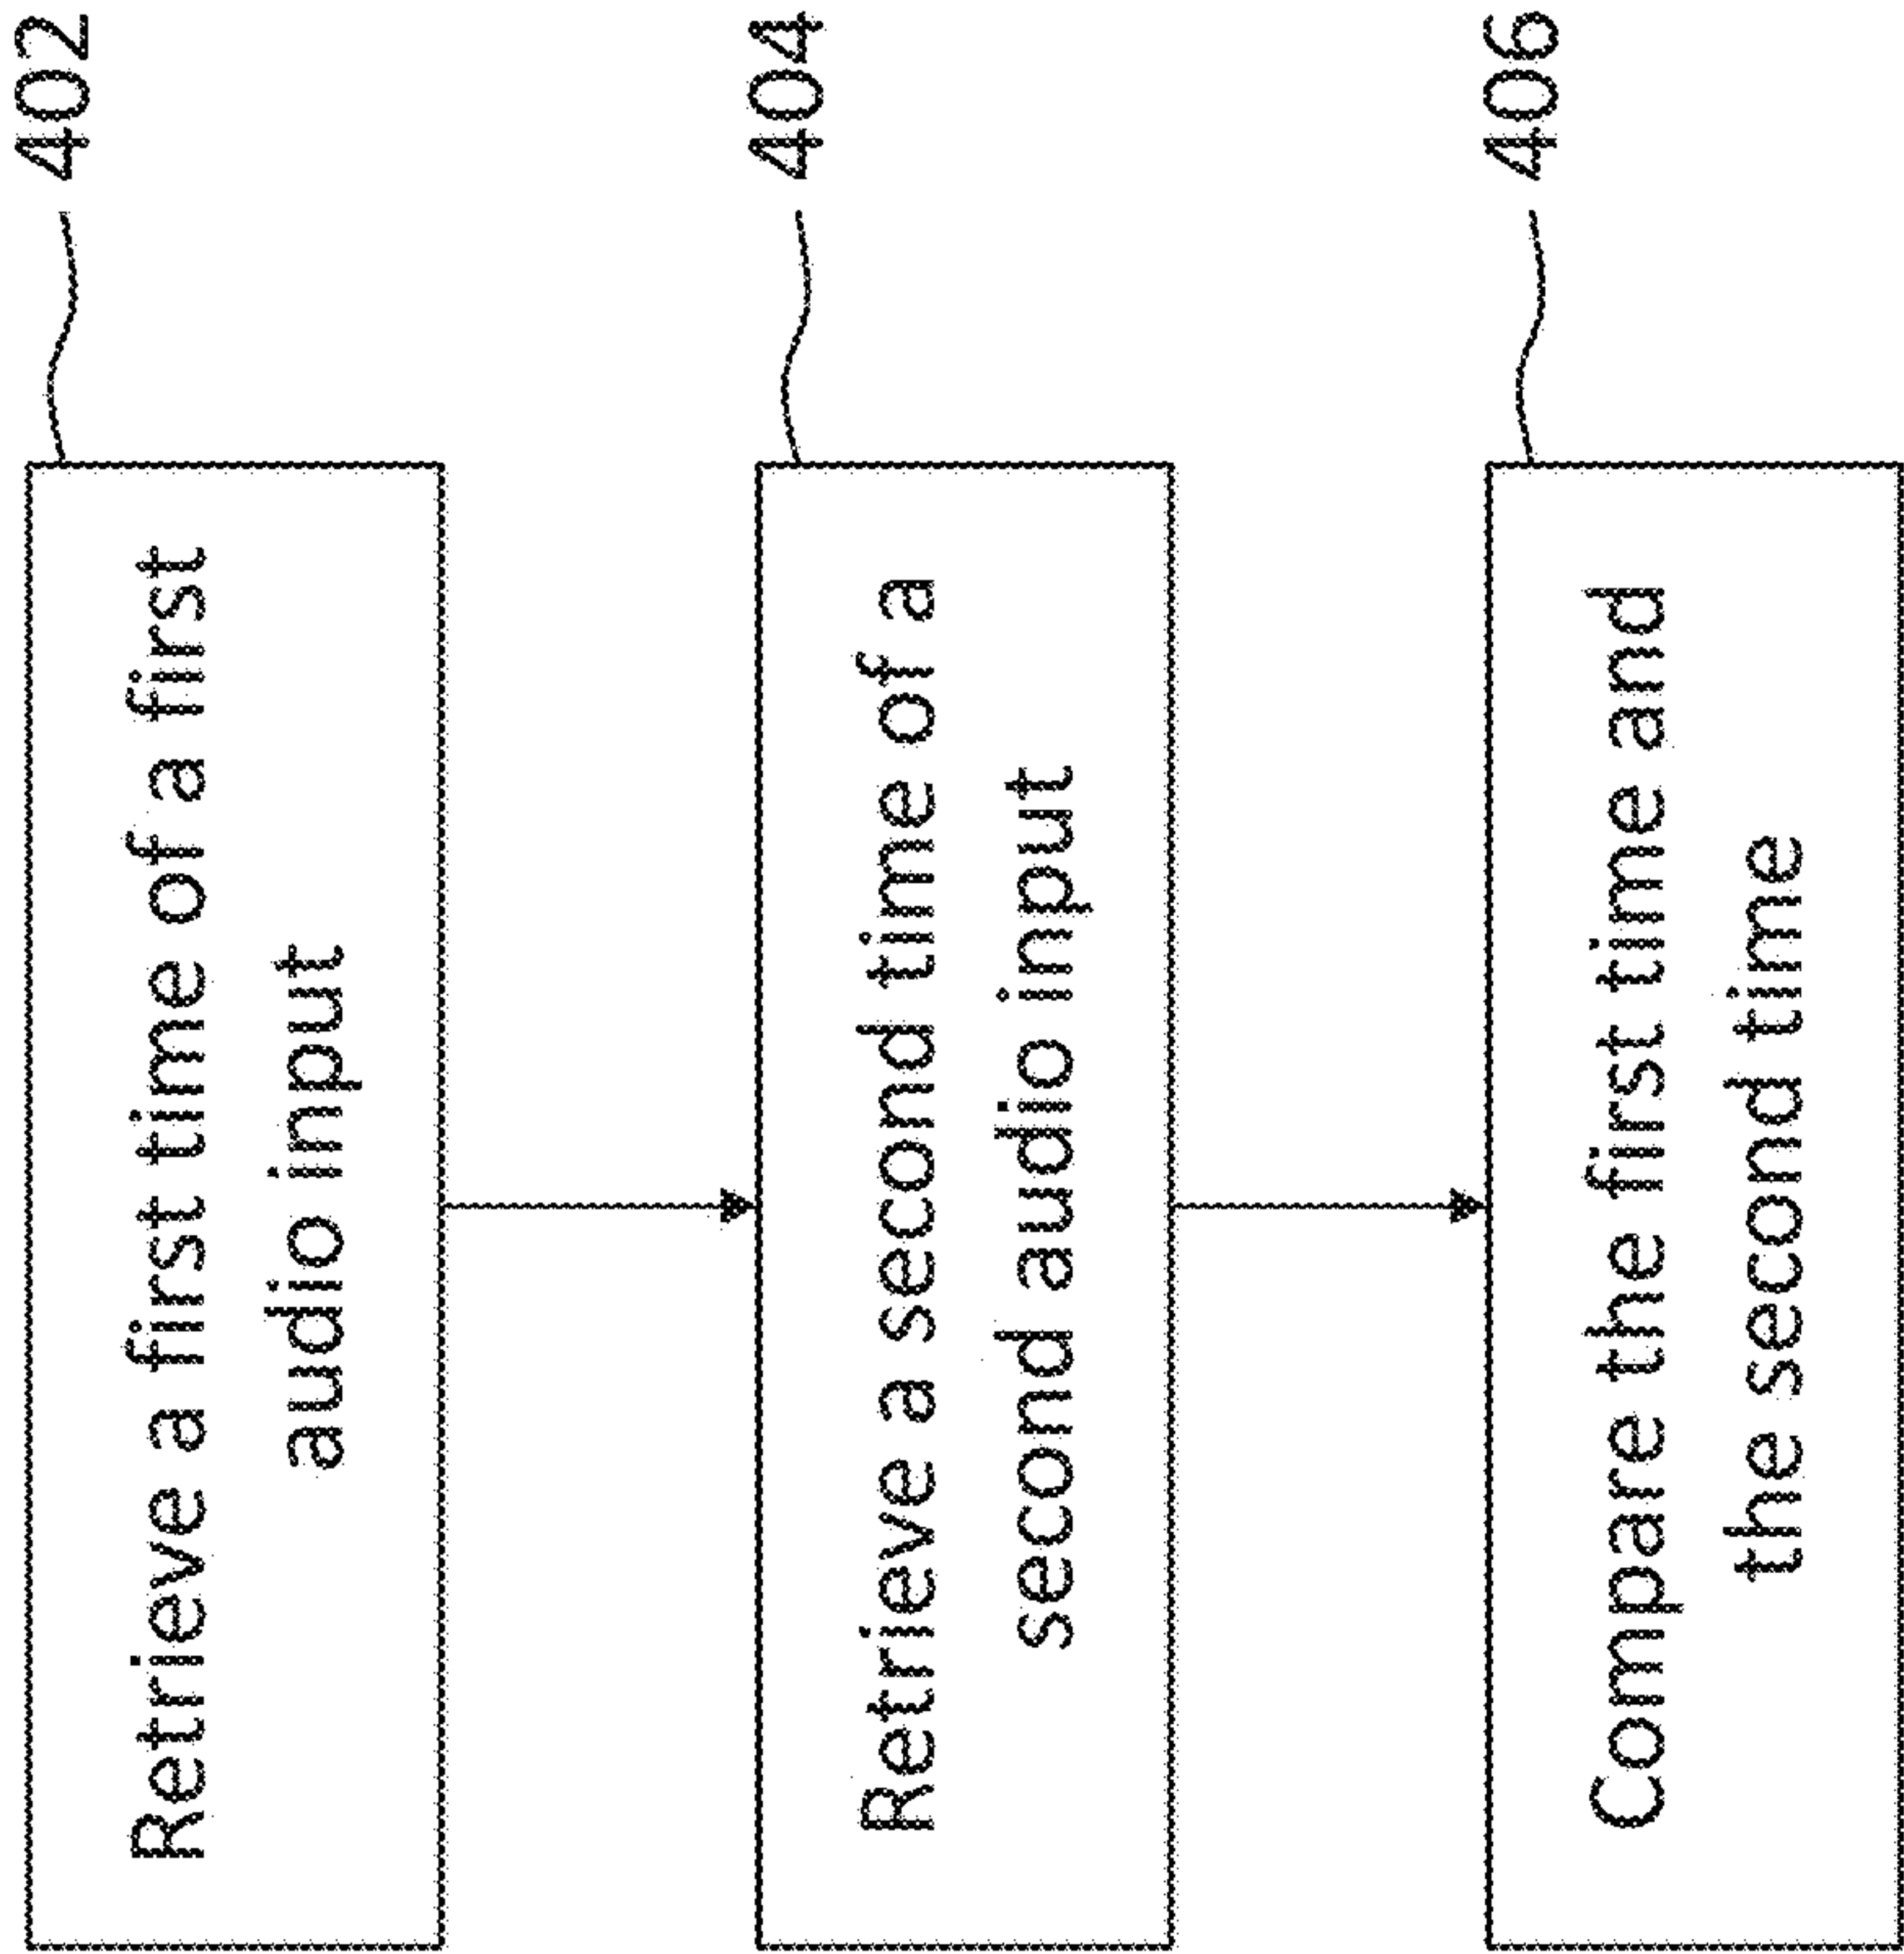 402
Retrieve a first time of a first
audio input
404
Retrieve a second time of a
second audio input
406
Compare the first time and
the second time